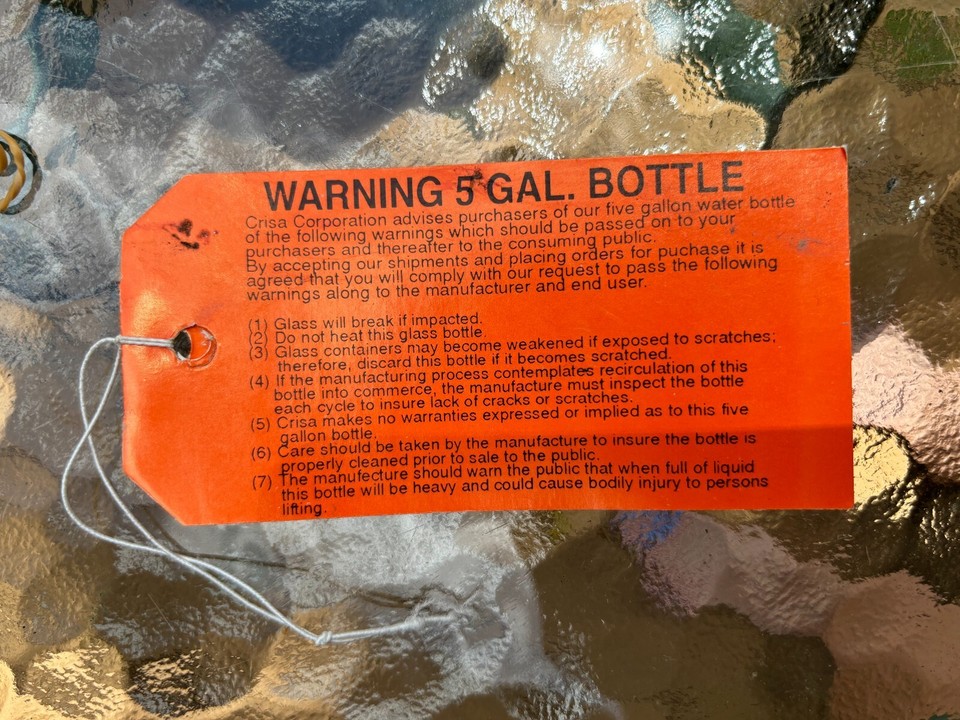 WARNING 5 GAL. BOTTLE
Crisa Corporation advises purchasers of our five gallon water bottle
of the following warnings which should be passed on to your
purchasers and thereafter to the consuming public.
By accepting our shipments and placing orders for puchase it is
agreed that you will comply with our request to pass the following
warnings along to the manufacturer and end user.
(1) Glass will break if impacted.
(2) Do not heat this glass bottle.
(3) Glass containers may become weakened if exposed to scratches;
therefore, discard this bottle if it becomes scratched.
(4) If the manufacturing process contemplates recirculation of this
bottle into commerce, the manufacture must inspect the bottle
each cycle to insure lack of cracks or scratches.
(5) Crisa makes no warranties expressed or implied as to this five
gallon bottle.
(6) Care should be taken by the manufacture to insure the bottle is
properly cleaned prior to sale to the public.
(7) The manufecture should warn the public that when full of liquid
this bottle will be heavy and could cause bodily injury to persons
lifting.